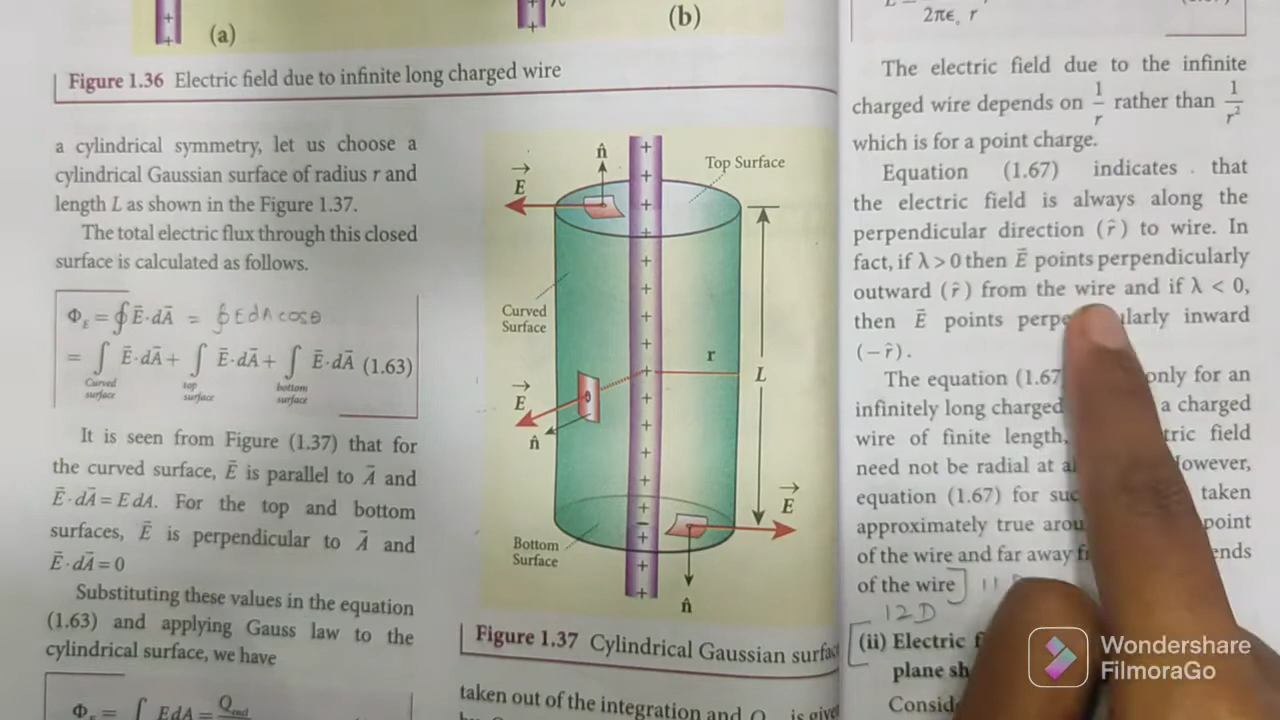 (a)
(b)
Figure 1.36 Electric field due to infinite long charged wire
a cylindrical symmetry, let us choose a
cylindrical Gaussian surface of radius r and
length L as shown in the Figure 1.37.
The total electric flux through this closed
surface is calculated as follows.
Φ_E = ∮ E⃗·dA⃗ = ∮ E dA cosθ
= ∫ E⃗·dA⃗ + ∫ E⃗·dA⃗ + ∫ E⃗·dA⃗ (1.63)
Curved top bottom
surface surface surface
It is seen from Figure (1.37) that for
the curved surface, E⃗ is parallel to A⃗ and
E⃗·dA⃗ = E dA. For the top and bottom
surfaces, E⃗ is perpendicular to A⃗ and
E⃗·dA⃗ = 0
Substituting these values in the equation
(1.63) and applying Gauss law to the
cylindrical surface, we have
Φ_E = ∫ EdA = Q_encl
n̂
E⃗
Top Surface
Curved
Surface
r
L
E⃗
n̂
E⃗
Bottom
Surface
n̂
Figure 1.37 Cylindrical Gaussian
taken out of the integration and
2πϵ₀ r
The electric field due to the infinite
charged wire depends on 1/r rather than 1/r²
which is for a point charge.
Equation (1.67) indicates that
the electric field is always along the
perpendicular direction (r̂) to wire. In
fact, if λ > 0 then E⃗ points perpendicularly
outward (r̂) from the wire and if λ < 0,
then E⃗ points inward
(−r̂).
The equation (1.67 only for an
infinitely long charged a charged
wire of finite length, field
need not be radial at However,
equation (1.67) for taken
approximately true point
of the wire and far away ends
of the wire
12D
(ii) Electric
plane
Wondershare
FilmoraGo